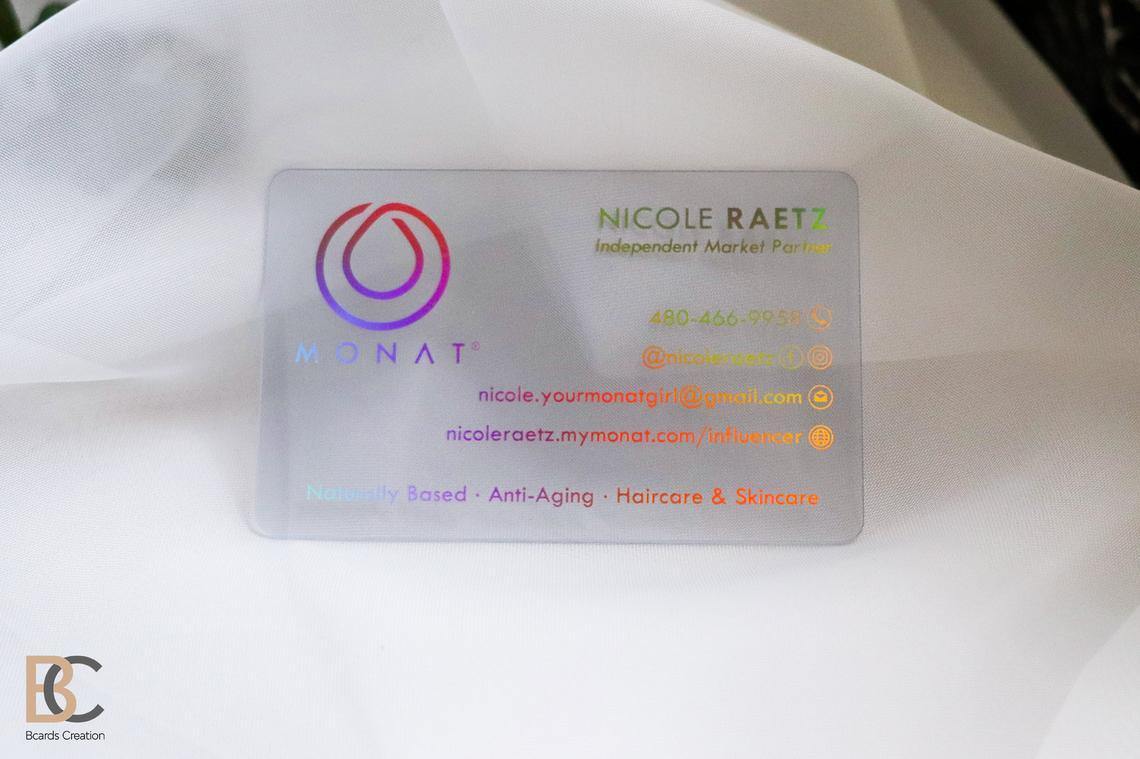 MONAT®
NICOLE RAETZ
Independent Market Partner
480-466-9958
@nicoleraetz
nicole.yourmonatgirl@gmail.com
nicoleraetz.mymonat.com/influencer
Naturally Based · Anti-Aging · Haircare & Skincare
BC
Bcards Creation